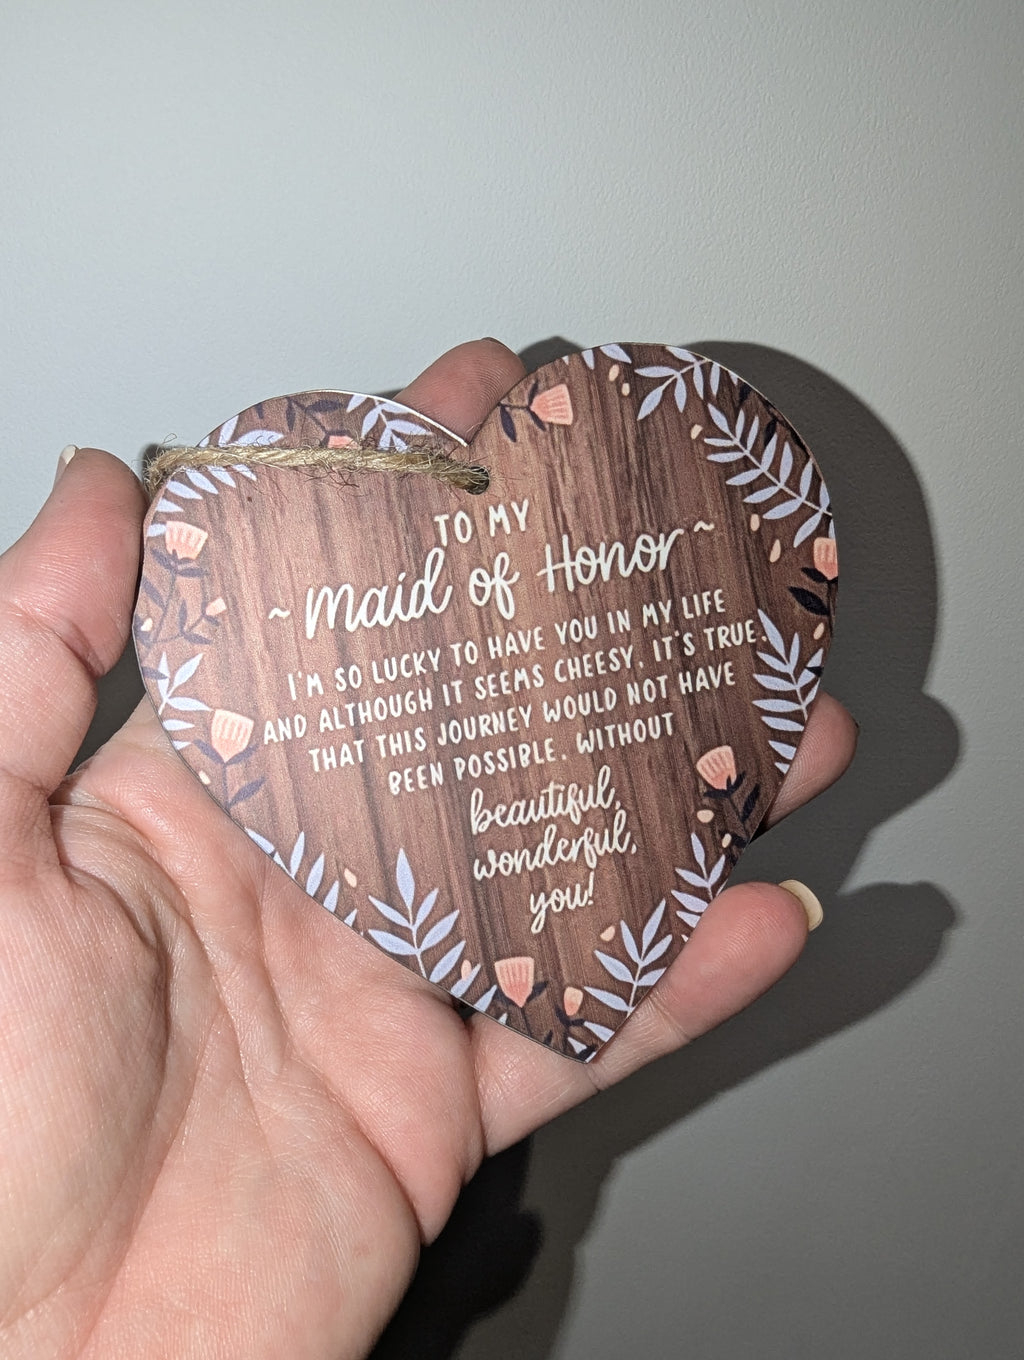 TO MY
~ Maid of Honor ~
I'M SO LUCKY TO HAVE YOU IN MY LIFE
AND ALTHOUGH IT SEEMS CHEESY, IT'S TRUE.
THAT THIS JOURNEY WOULD NOT HAVE
BEEN POSSIBLE, WITHOUT
beautiful,
wonderful,
you!